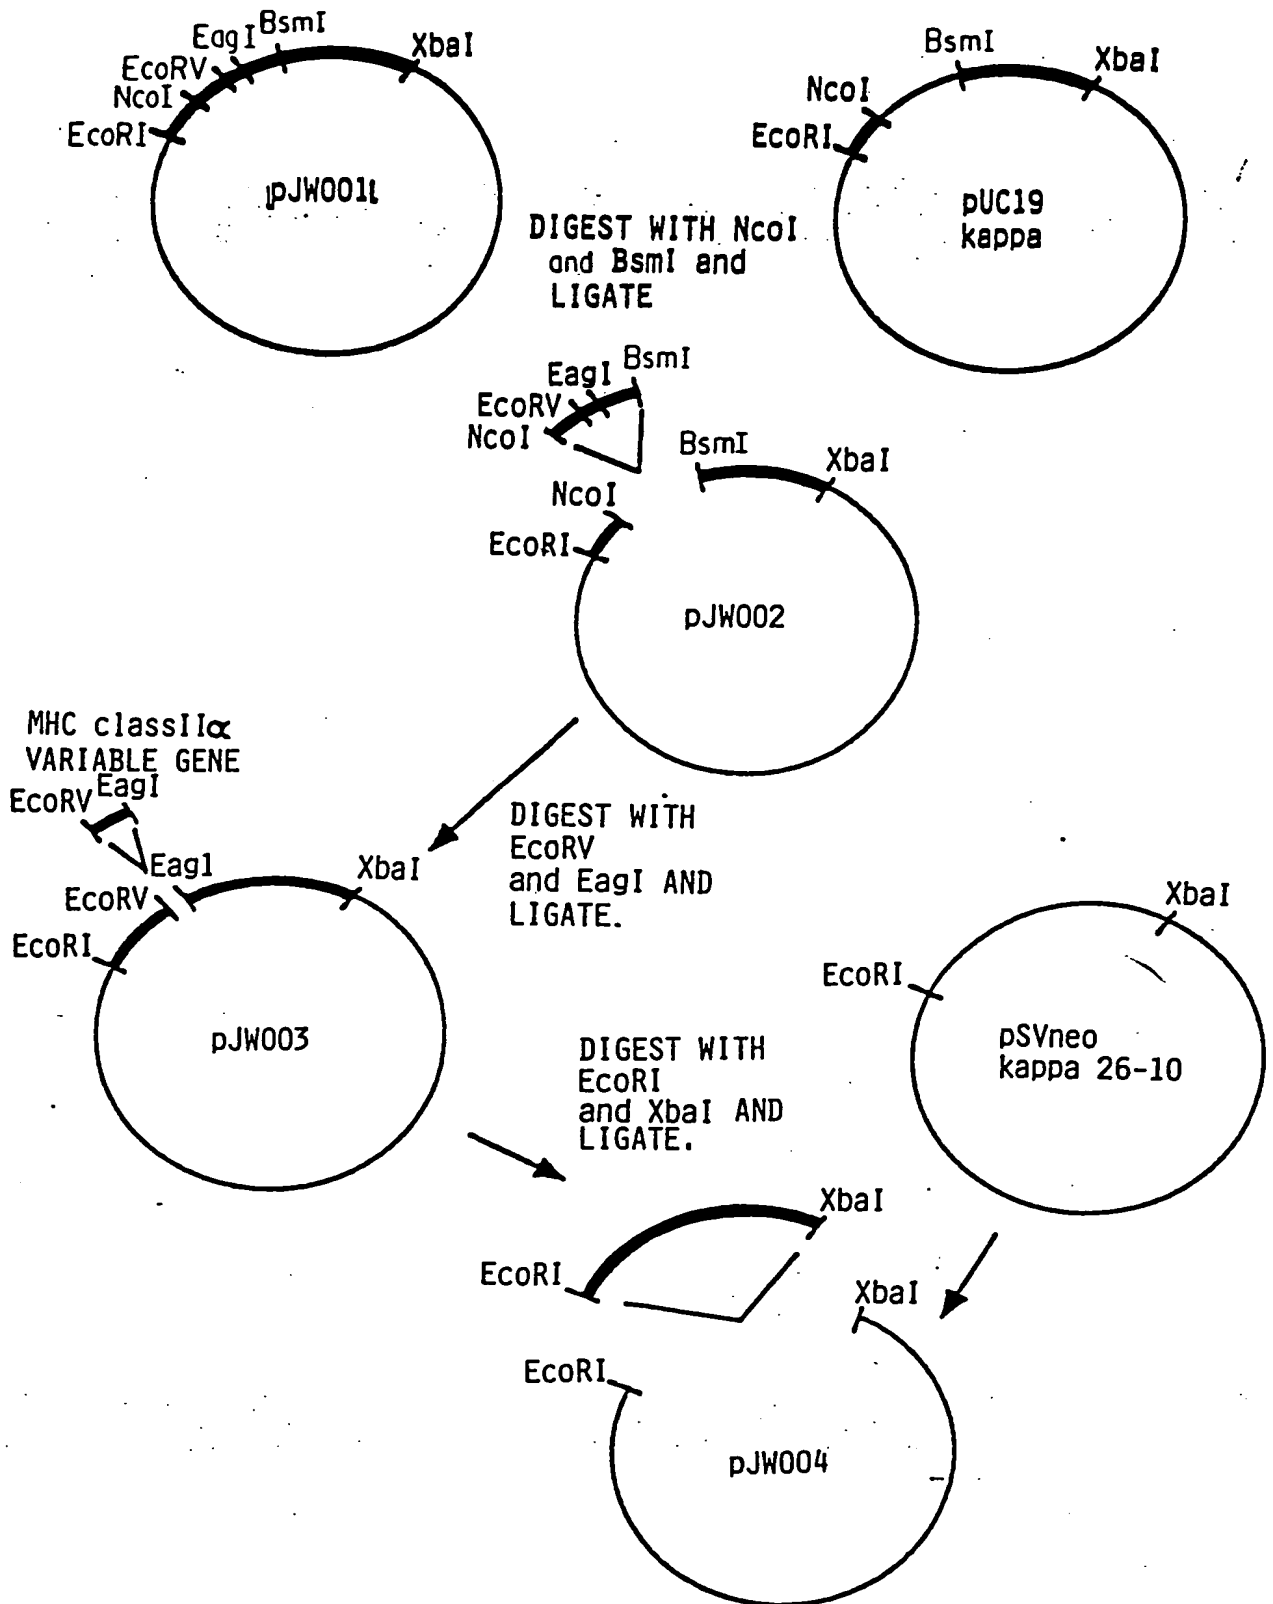 EcoRI
NcoI
EcoRV
EagI
BsmI
XbaI
pJW001
EcoRI
NcoI
BsmI
XbaI
pUC19
kappa
DIGEST WITH NcoI
and BsmI and
LIGATE
NcoI
EcoRV
EagI
BsmI
EcoRI
NcoI
BsmI
XbaI
pJW002
MHC classIIα
VARIABLE GENE
EcoRV
EagI
DIGEST WITH
EcoRV
and EagI AND
LIGATE.
EcoRI
EcoRV
EagI
XbaI
pJW003
EcoRI
XbaI
pSVneo
kappa 26-10
DIGEST WITH
EcoRI
and XbaI AND
LIGATE.
EcoRI
XbaI
EcoRI
XbaI
pJW004